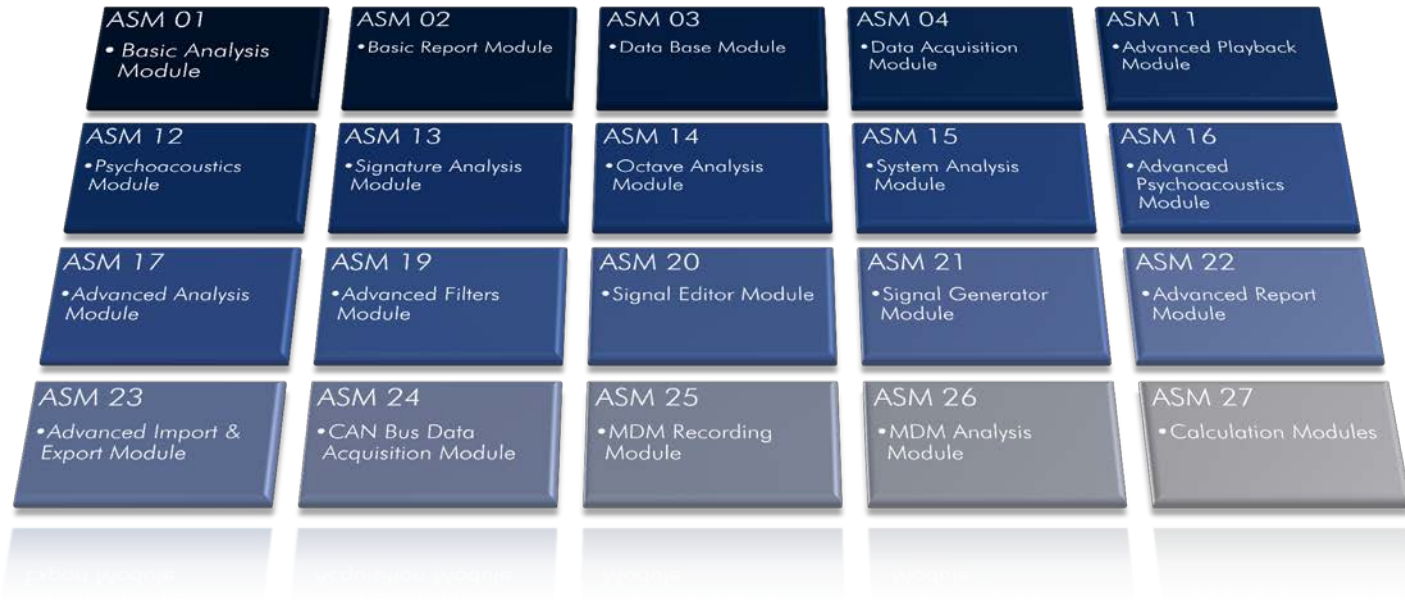 ASM 01
• Basic Analysis
Module
ASM 02
• Basic Report Module
ASM 03
• Data Base Module
ASM 04
• Data Acquisition
Module
ASM 11
• Advanced Playback
Module
ASM 12
• Psychoacoustics
Module
ASM 13
• Signature Analysis
Module
ASM 14
• Octave Analysis
Module
ASM 15
• System Analysis
Module
ASM 16
• Advanced
Psychoacoustics
Module
ASM 17
• Advanced Analysis
Module
ASM 19
• Advanced Filters
Module
ASM 20
• Signal Editor Module
ASM 21
• Signal Generator
Module
ASM 22
• Advanced Report
Module
ASM 23
• Advanced Import &
Export Module
ASM 24
• CAN Bus Data
Acquisition Module
ASM 25
• MDM Recording
Module
ASM 26
• MDM Analysis
Module
ASM 27
• Calculation Modules